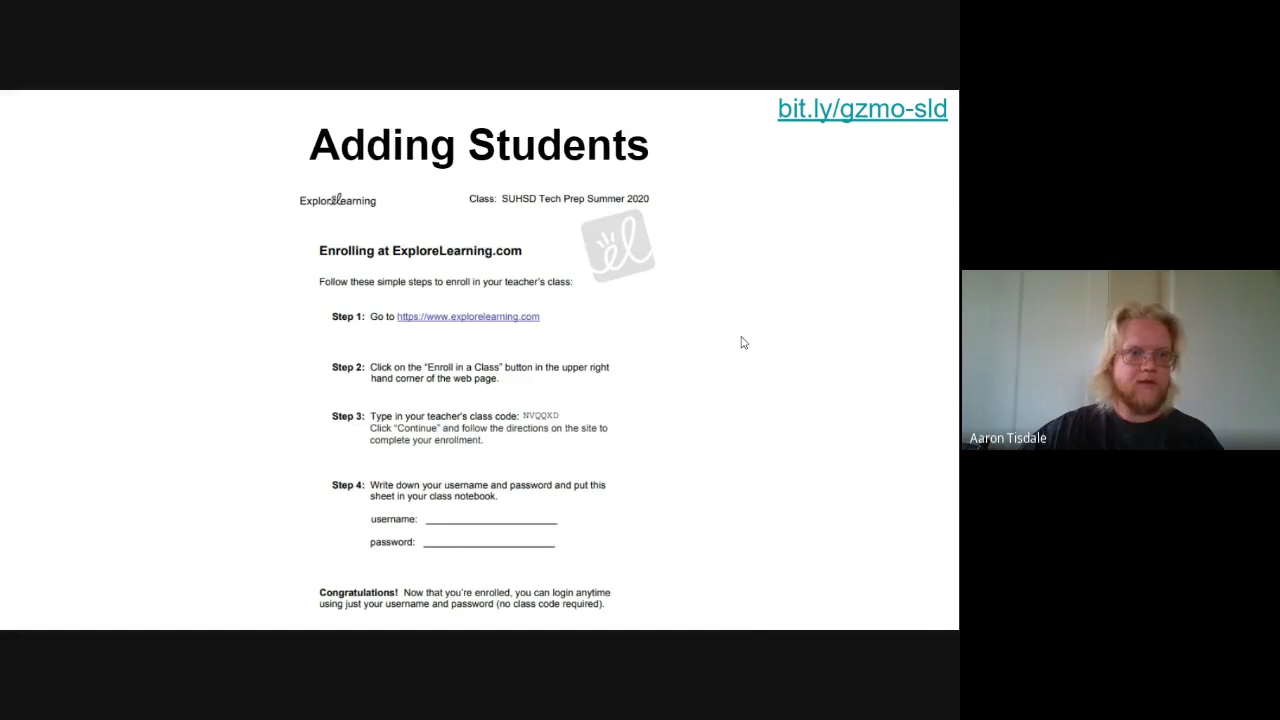 bit.ly/gzmo-sld
Adding Students
ExploreLearning
Class: SUHSD Tech Prep Summer 2020
el
Enrolling at ExploreLearning.com
Follow these simple steps to enroll in your teacher's class:
Step 1: Go to https://www.explorelearning.com
Step 2: Click on the “Enroll in a Class” button in the upper right
hand corner of the web page.
Step 3: Type in your teacher's class code: NVQQXD
Click “Continue” and follow the directions on the site to
complete your enrollment.
Step 4: Write down your username and password and put this
sheet in your class notebook.
username:
password:
Congratulations! Now that you're enrolled, you can login anytime
using just your username and password (no class code required).
Aaron Tisdale